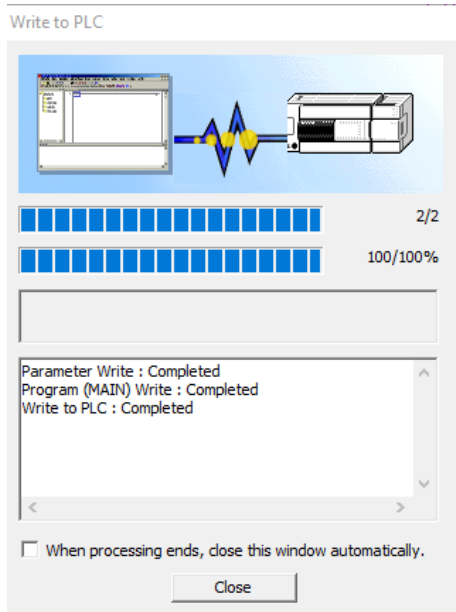 Write to PLC
2/2
100/100%
Parameter Write : Completed
Program (MAIN) Write : Completed
Write to PLC : Completed
When processing ends, close this window automatically.
Close